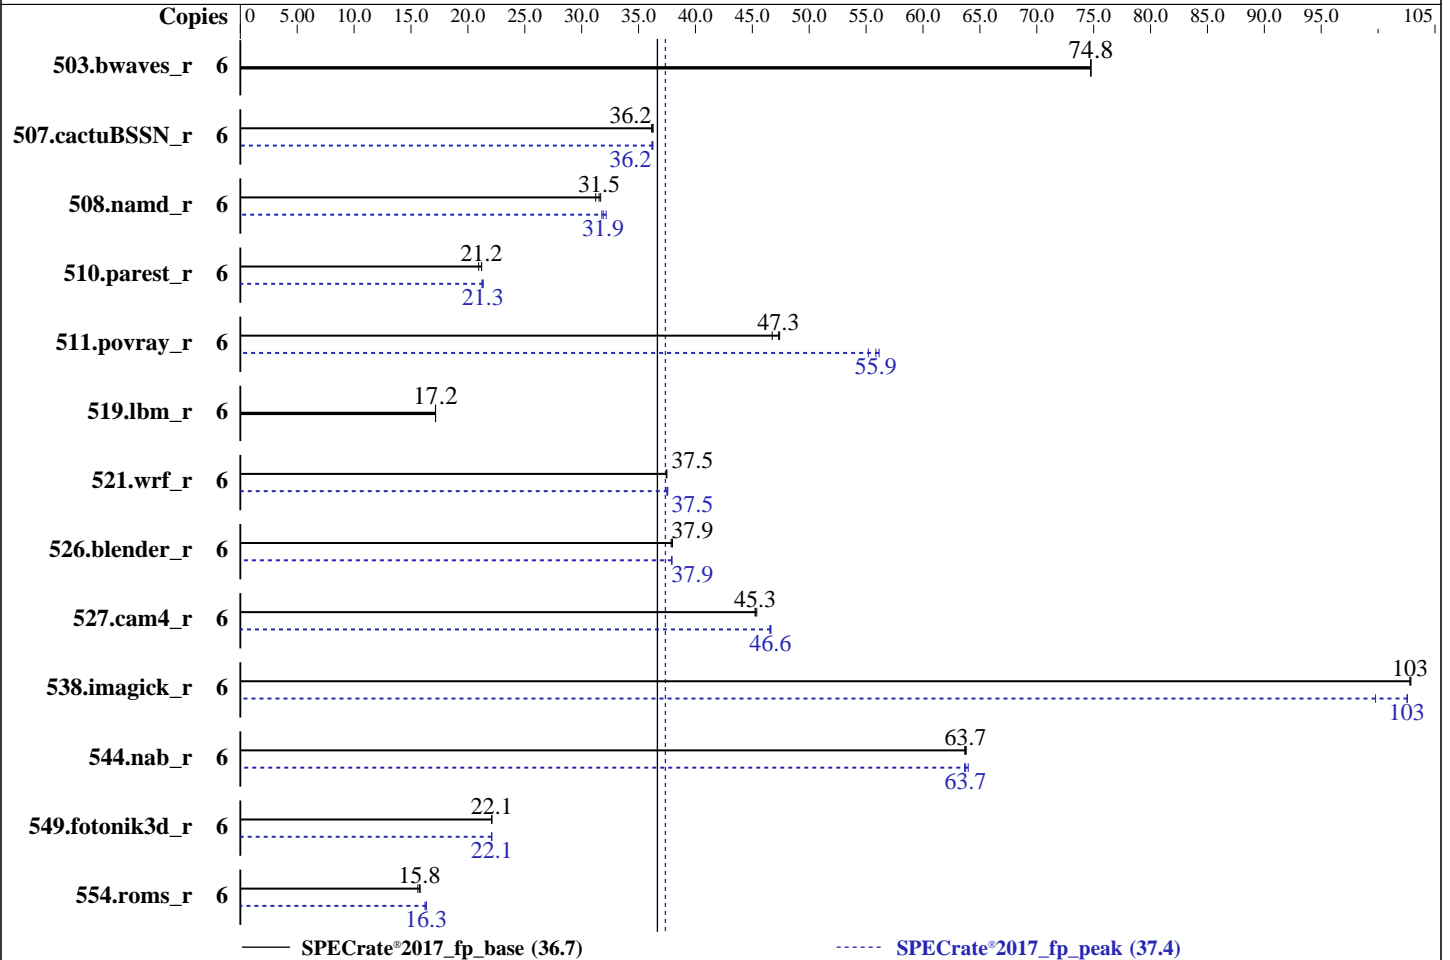 Copies 0 5.00 10.0 15.0 20.0 25.0 30.0 35.0 40.0 45.0 50.0 55.0 60.0 65.0 70.0 75.0 80.0 85.0 90.0 95.0 105
503.bwaves_r 6 74.8
507.cactuBSSN_r 6 36.2
36.2
508.namd_r 6 31.5
31.9
510.parest_r 6 21.2
21.3
511.povray_r 6 47.3
55.9
519.lbm_r 6 17.2
521.wrf_r 6 37.5
37.5
526.blender_r 6 37.9
37.9
527.cam4_r 6 45.3
46.6
538.imagick_r 6 103
103
544.nab_r 6 63.7
63.7
549.fotonik3d_r 6 22.1
22.1
554.roms_r 6 15.8
16.3
SPECrate®2017_fp_base (36.7) SPECrate®2017_fp_peak (37.4)